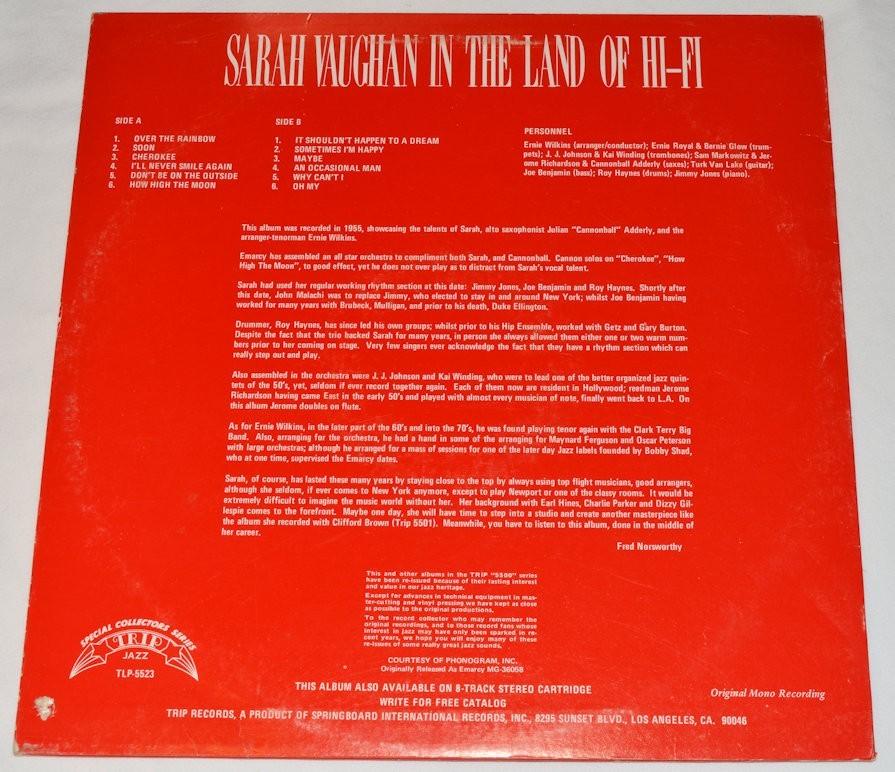 SARAH VAUGHAN IN THE LAND OF HI-FI
SIDE A
1. OVER THE RAINBOW
2. SOON
3. CHEROKEE
4. I'LL NEVER SMILE AGAIN
5. DON'T BE ON THE OUTSIDE
6. HOW HIGH THE MOON
SIDE B
1. IT SHOULDN'T HAPPEN TO A DREAM
2. SOMETIMES I'M HAPPY
3. MAYBE
4. AN OCCASIONAL MAN
5. WHY CAN'T I
6. OH MY
PERSONNEL
Ernie Wilkins (arranger/conductor); Ernie Royal & Bernie Glow (trum-
pets); J. J. Johnson & Kai Winding (trombones); Sam Markowitz & Jer-
ome Richardson & Cannonball Adderly (saxes); Turk Van Lake (guitar);
Joe Benjamin (bass); Roy Haynes (drums); Jimmy Jones (piano).
This album was recorded in 1955, showcasing the talents of Sarah, alto saxophonist Julian "Cannonball" Adderly, and the
arranger-tenorman Ernie Wilkins.
Emarcy has assembled an all star orchestra to compliment both Sarah, and Cannonball. Cannon solos on "Cherokee", "How
High The Moon", to good effect, yet he does not over play as to distract from Sarah's vocal talent.
Sarah had used her regular working rhythm section at this date: Jimmy Jones, Joe Benjamin and Roy Haynes. Shortly after
this date, John Malachi was to replace Jimmy, who elected to stay in and around New York; whilst Joe Benjamin having
worked for many years with Brubeck, Mulligan, and prior to his death, Duke Ellington.
Drummer, Roy Haynes, has since led his own groups; whilst prior to his Hip Ensemble, worked with Getz and Gary Burton.
Despite the fact that the trio backed Sarah for many years, in person she always allowed them either one or two warm num-
bers prior to her coming on stage. Very few singers ever acknowledge the fact that they have a rhythm section which can
really step out and play.
Also assembled in the orchestra were J. J. Johnson and Kai Winding, who were to lead one of the better organized jazz quin-
tets of the 50's, yet, seldom if ever record together again. Each of them now are resident in Hollywood; reedman Jerome
Richardson having came East in the early 50's and played with almost every musician of note, finally went back to L.A. On
this album Jerome doubles on flute.
As for Ernie Wilkins, in the later part of the 60's and into the 70's, he was found playing tenor again with the Clark Terry Big
Band. Also, arranging for the orchestra, he had a hand in some of the arranging for Maynard Ferguson and Oscar Peterson
with large orchestras; although he arranged for a mass of sessions for one of the later day Jazz labels founded by Bobby Shad,
who at one time, supervised the Emarcy dates.
Sarah, of course, has lasted these many years by staying close to the top by always using top flight musicians, good arrangers,
although she seldom, if ever comes to New York anymore, except to play Newport or one of the classy rooms. It would be
extremely difficult to imagine the music world without her. Her background with Earl Hines, Charlie Parker and Dizzy Gil-
lespie comes to the forefront. Maybe one day, she will have time to step into a studio and create another masterpiece like
the album she recorded with Clifford Brown (Trip 5501). Meanwhile, you have to listen to this album, done in the middle of
her career.
Fred Norsworthy
This and other albums in the TRIP "5500" series
have been re-issued because of their lasting interest
and value in our jazz heritage.
Except for advances in technical equipment in mas-
ter-cutting and vinyl pressing we have kept as close
as possible to the original productions.
To the record collector who may remember the
original recordings, and to those record fans whose
interest in jazz may have only been sparked in re-
cent years, we hope you will enjoy many of these
re-issues of some really great jazz sounds.
COURTESY OF PHONOGRAM, INC.
Originally Released As Emarcy MG-36058
SPECIAL COLLECTORS SERIES
TRIP
JAZZ
TLP-5523
THIS ALBUM ALSO AVAILABLE ON 8-TRACK STEREO CARTRIDGE
WRITE FOR FREE CATALOG
Original Mono Recording
TRIP RECORDS, A PRODUCT OF SPRINGBOARD INTERNATIONAL RECORDS, INC., 8295 SUNSET BLVD., LOS ANGELES, CA. 90046